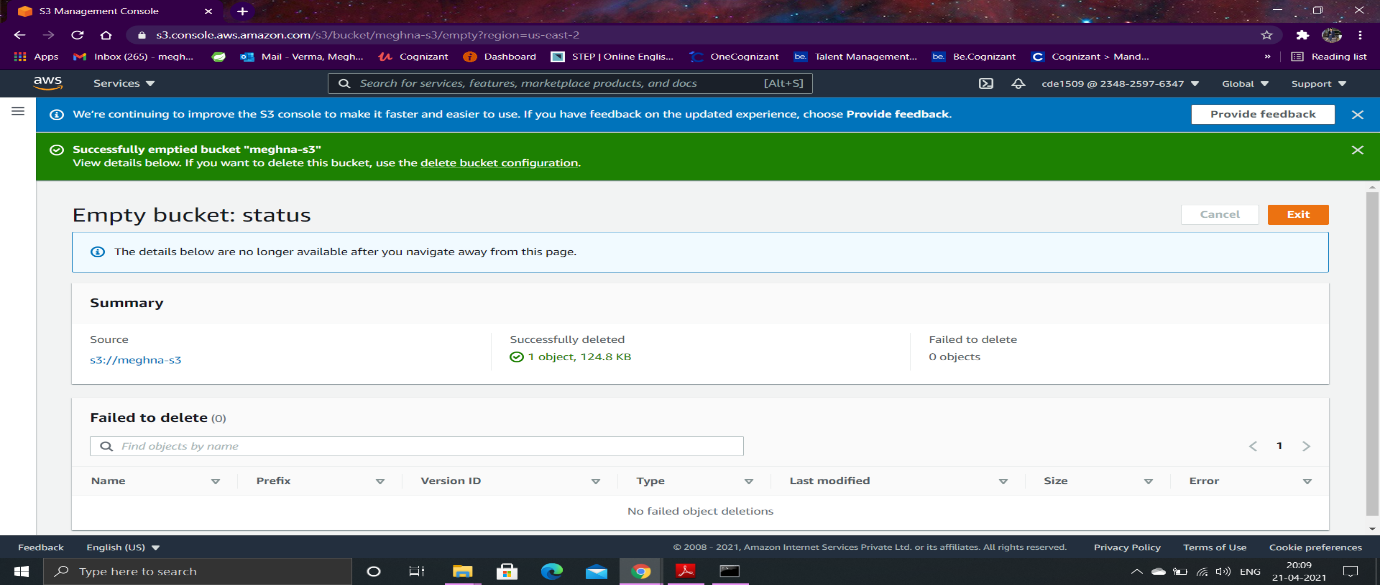 S3 Management Console
s3.console.aws.amazon.com/s3/bucket/meghna-s3/empty?region=us-east-2
Apps
Inbox (265) - megh...
Mail - Verma, Megh...
Cognizant
Dashboard
STEP | Online Englis...
OneCognizant
be.
Talent Management...
be.
Be.Cognizant
Cognizant > Mand...
»
Reading list
aws
Services
Search for services, features, marketplace products, and docs
[Alt+S]
cde1509 @ 2348-2597-6347
Global
Support
We're continuing to improve the S3 console to make it faster and easier to use. If you have feedback on the updated experience, choose Provide feedback.
Provide feedback
Successfully emptied bucket "meghna-s3"
View details below. If you want to delete this bucket, use the delete bucket configuration.
Empty bucket: status
Cancel
Exit
The details below are no longer available after you navigate away from this page.
Summary
Source
s3://meghna-s3
Successfully deleted
1 object, 124.8 KB
Failed to delete
0 objects
Failed to delete (0)
Find objects by name
1
Name
Prefix
Version ID
Type
Last modified
Size
Error
No failed object deletions
Feedback
English (US)
© 2008 - 2021, Amazon Internet Services Private Ltd. or its affiliates. All rights reserved.
Privacy Policy
Terms of Use
Cookie preferences
Type here to search
ENG
20:09
21-04-2021